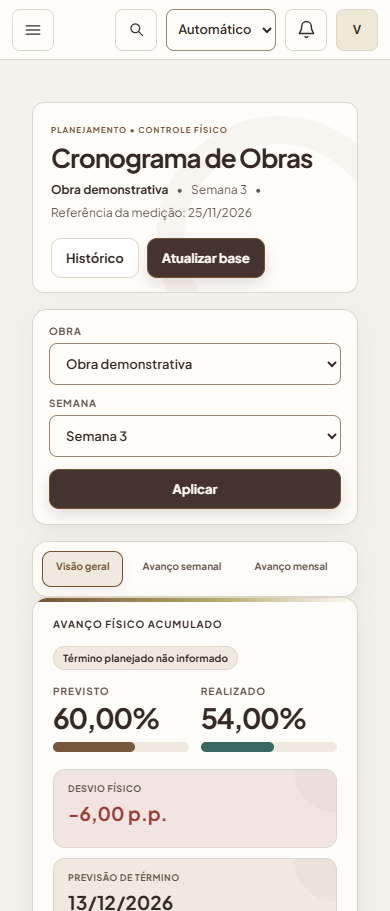 Automático
V
PLANEJAMENTO • CONTROLE FÍSICO
Cronograma de Obras
Obra demonstrativa • Semana 3 •
Referência da medição: 25/11/2026
Histórico
Atualizar base
OBRA
Obra demonstrativa
SEMANA
Semana 3
Aplicar
Visão geral
Avanço semanal
Avanço mensal
AVANÇO FÍSICO ACUMULADO
Término planejado não informado
PREVISTO
REALIZADO
60,00%
54,00%
DESVIO FÍSICO
-6,00 p.p.
PREVISÃO DE TÉRMINO
13/12/2026